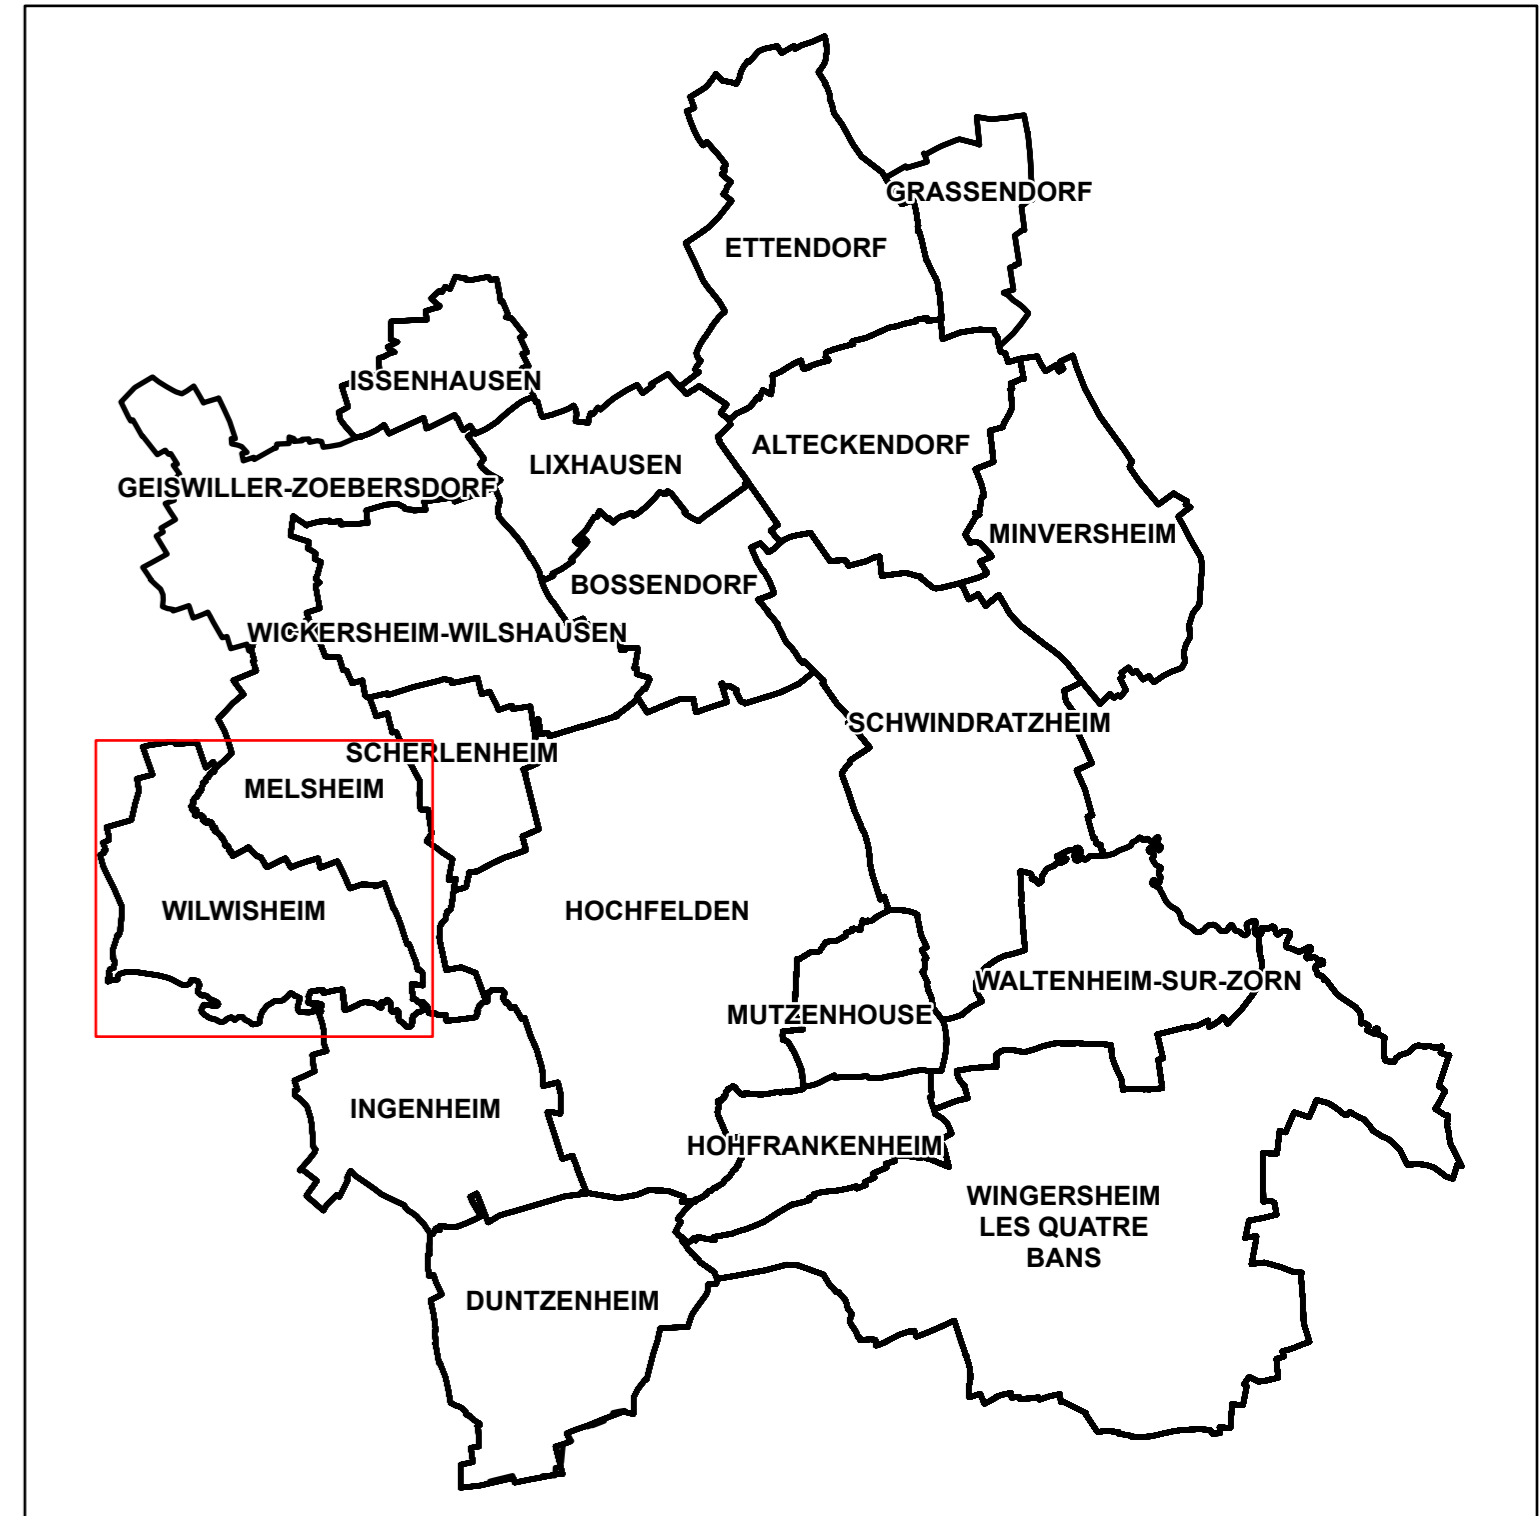 GRASSENDORF
ETTENDORF
ISSENHAUSEN
ALTECKENDORF
LIXHAUSEN
GEISWILLER-ZOEBERSDORF
MINVERSHEIM
BOSSENDORF
WICKERSHEIM-WILSHAUSEN
SCHWINDRATZHEIM
SCHERLENHEIM
MELSHEIM
WILWISHEIM
HOCHFELDEN
WALTENHEIM-SUR-ZORN
MUTZENHOUSE
INGENHEIM
HOHFRANKENHEIM
WINGERSHEIM
LES QUATRE
BANS
DUNTZENHEIM